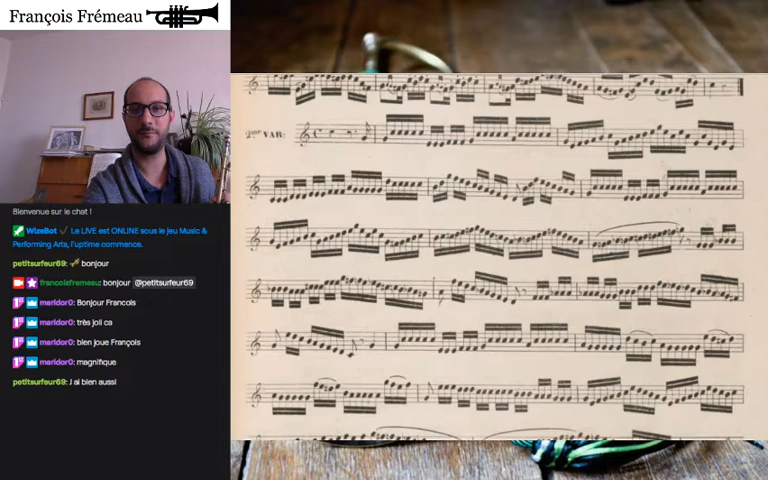 François Frémeau
Bienvenue sur le chat !
WizeBot Le LIVE est ONLINE sous le jeu Music &
Performing Arts, l'uptime commence.
petitsurfeur69: bonjour
francoisfremeau: bonjour @petitsurfeur69
maridor0: Bonjour Francois
maridor0: très joli ca
maridor0: bien joue François
maridor0: magnifique
petitsurfeur69: J ai bien aussi
VAR: